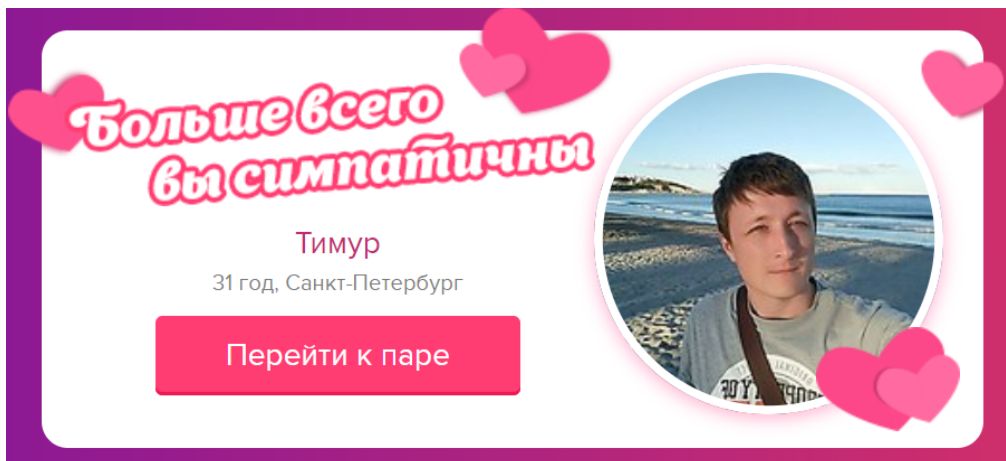 Больше всего
вы симпатичны
Тимур
31 год, Санкт-Петербург
Перейти к паре